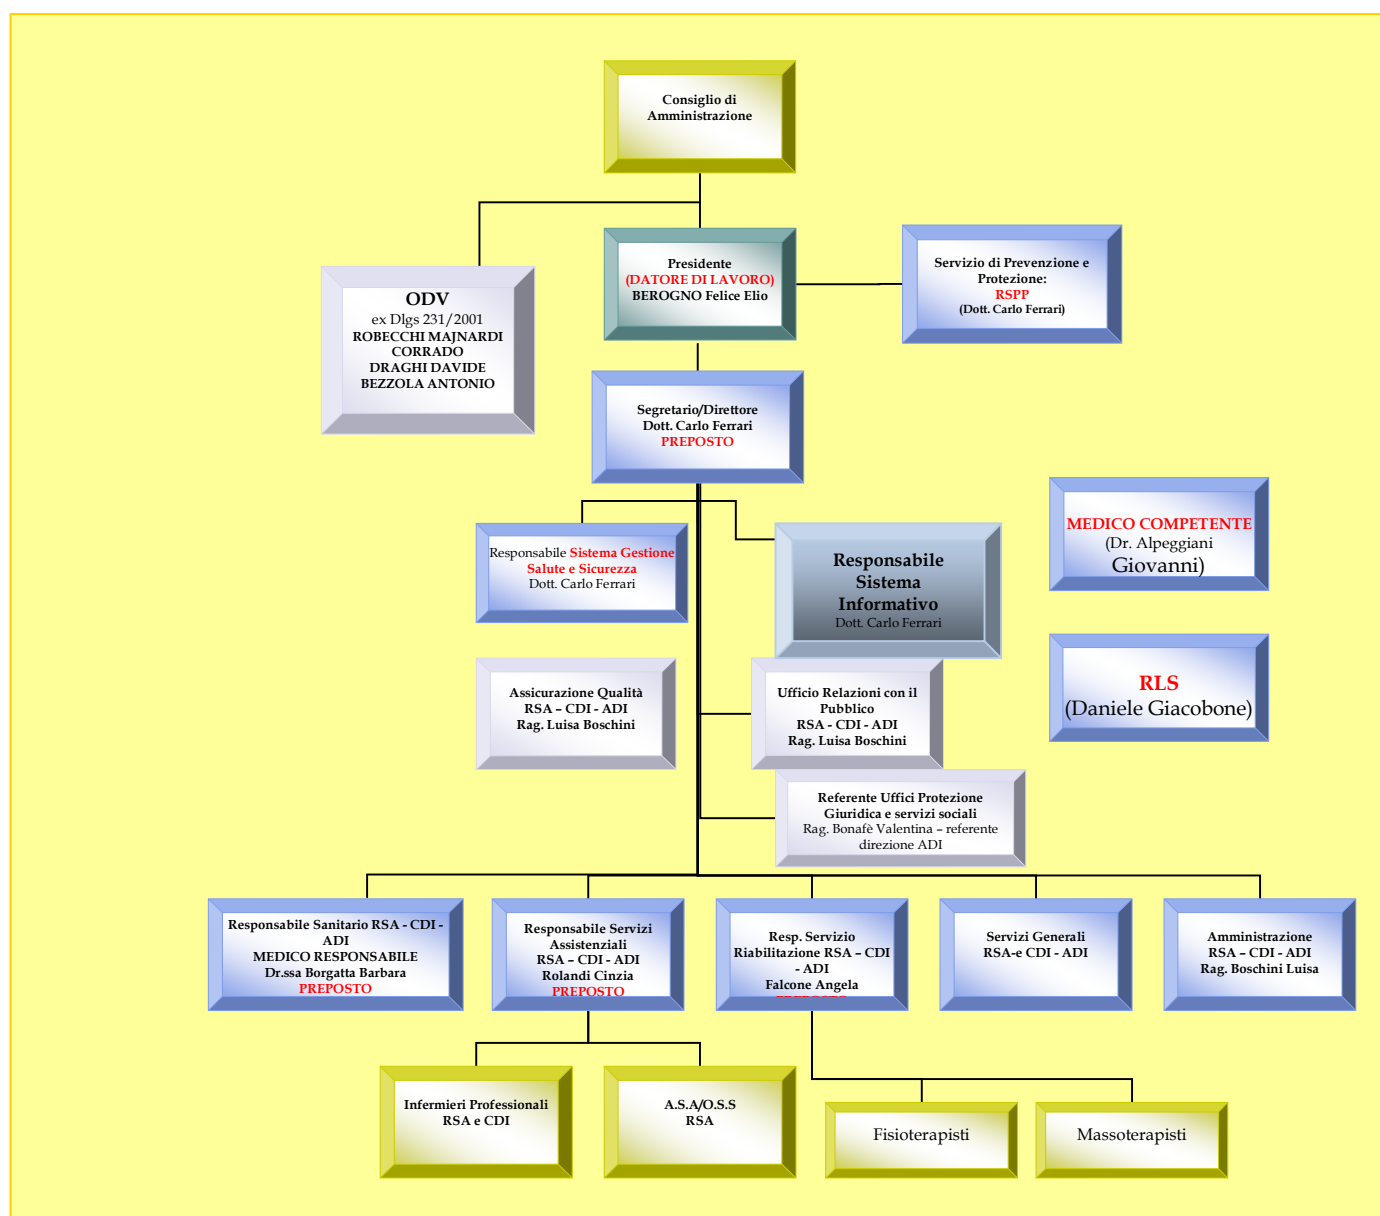 Consiglio di
Amministrazione
Presidente
(DATORE DI LAVORO)
BEROGNO Felice Elio
Servizio di Prevenzione e
Protezione:
RSPP
(Dott. Carlo Ferrari)
ODV
ex Dlgs 231/2001
ROBECCHI MAJNARDI
CORRADO
DRAGHI DAVIDE
BEZZOLA ANTONIO
Segretario/Direttore
Dott. Carlo Ferrari
PREPOSTO
Responsabile Sistema Gestione
Salute e Sicurezza
Dott. Carlo Ferrari
Responsabile
Sistema
Informativo
Dott. Carlo Ferrari
MEDICO COMPETENTE
(Dr. Alpeggiani
Giovanni)
RLS
(Daniele Giacobone)
Assicurazione Qualità
RSA – CDI - ADI
Rag. Luisa Boschini
Ufficio Relazioni con il
Pubblico
RSA - CDI - ADI
Rag. Luisa Boschini
Referente Uffici Protezione
Giuridica e servizi sociali
Rag. Bonafè Valentina – referente
direzione ADI
Responsabile Sanitario RSA - CDI -
ADI
MEDICO RESPONSABILE
Dr.ssa Borgatta Barbara
PREPOSTO
Responsabile Servizi
Assistenziali
RSA – CDI - ADI
Rolandi Cinzia
PREPOSTO
Resp. Servizio
Riabilitazione RSA – CDI
- ADI
Falcone Angela
PREPOSTO
Servizi Generali
RSA-e CDI - ADI
Amministrazione
RSA – CDI - ADI
Rag. Boschini Luisa
Infermieri Professionali
RSA e CDI
A.S.A/O.S.S
RSA
Fisioterapisti
Massoterapisti